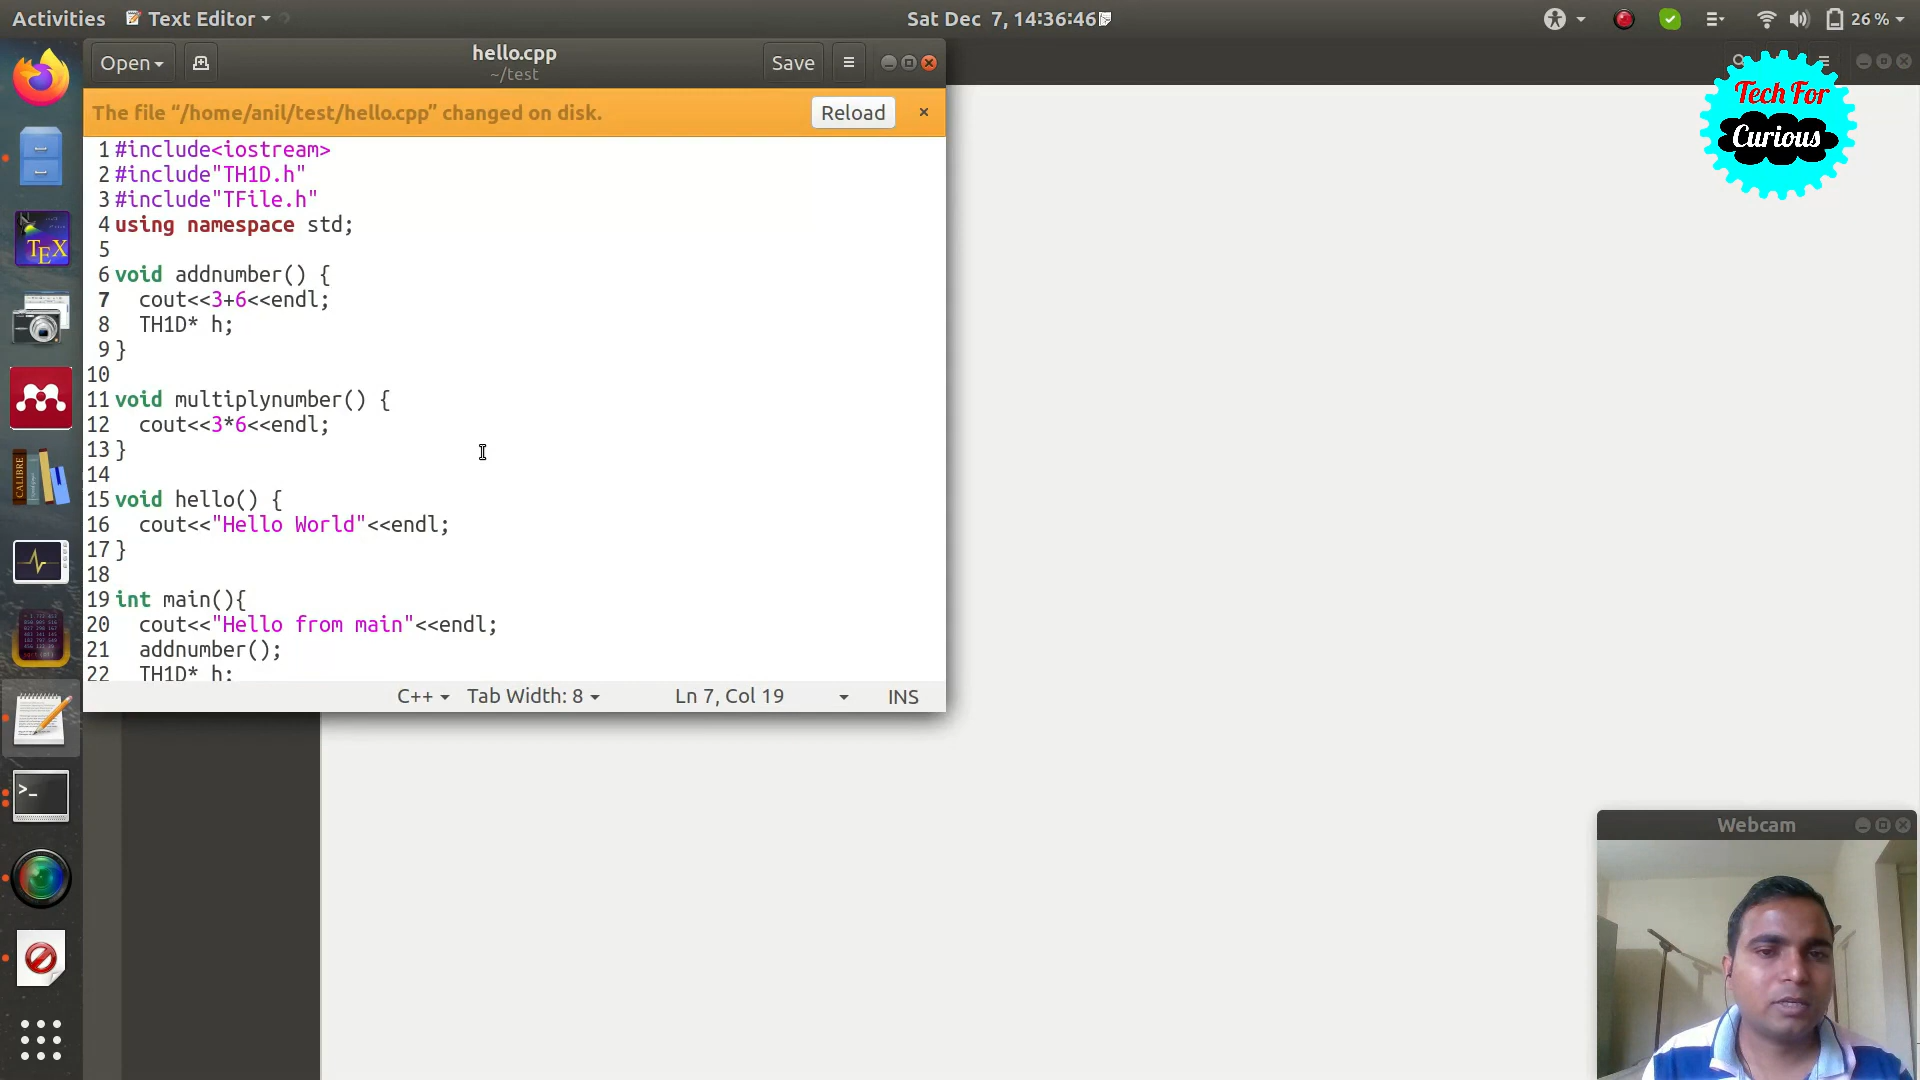 Activities Text Editor Sat Dec 7, 14:36:46 26 %
Open hello.cpp Save
~/test
The file “/home/anil/test/hello.cpp” changed on disk. Reload ×
1 #include<iostream>
2 #include"TH1D.h"
3 #include"TFile.h"
4 using namespace std;
5
6 void addnumber() {
7 cout<<3+6<<endl;
8 TH1D* h;
9 }
10
11 void multiplynumber() {
12 cout<<3*6<<endl;
13 }
14
15 void hello() {
16 cout<<"Hello World"<<endl;
17 }
18
19 int main(){
20 cout<<"Hello from main"<<endl;
21 addnumber();
22 TH1D* h;
C++ Tab Width: 8 Ln 7, Col 19 INS
Tech For
Curious
Webcam
TEX
CALIBRE
>_